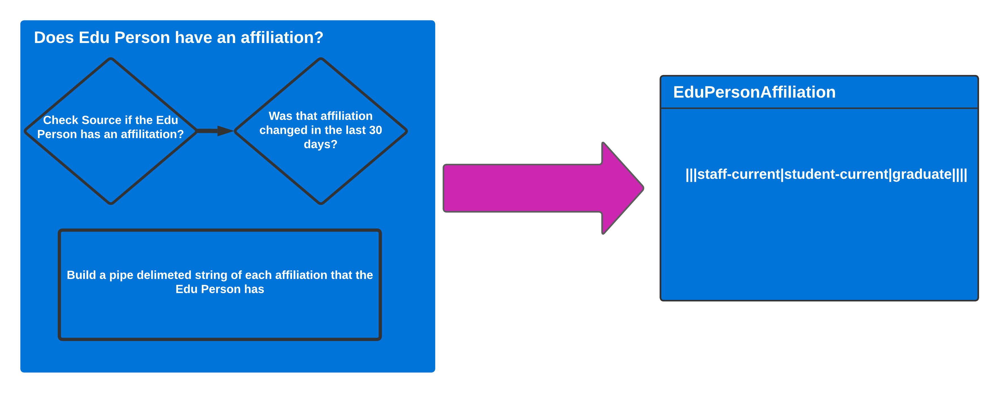 Does Edu Person have an affiliation?
Check Source if the Edu
Person has an affilitation?
Was that affiliation
changed in the last 30
days?
Build a pipe delimeted string of each affiliation that the
Edu Person has
EduPersonAffiliation
|||staff-current|student-current|graduate||||